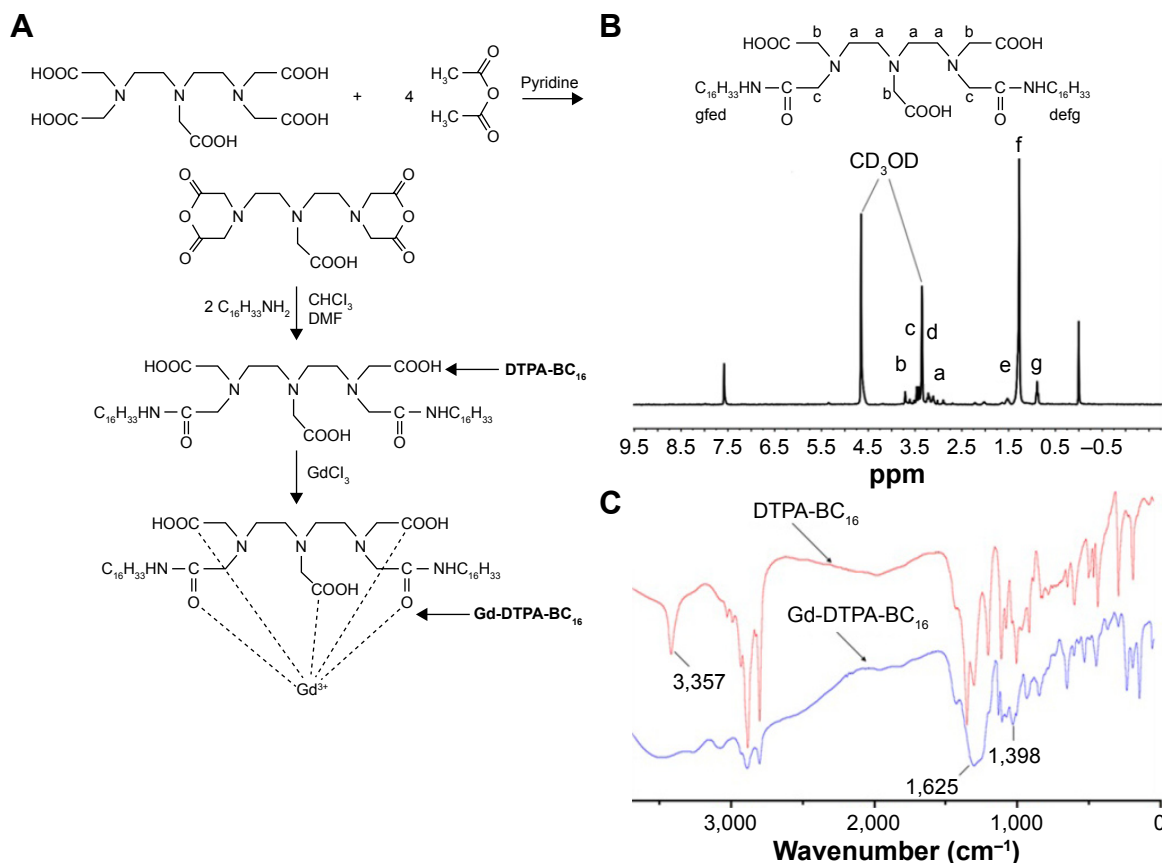 A
HOOC COOH
HOOC N N N COOH
COOH
+ 4
H₃C O
O
H₃C O
Pyridine
O O
O N N N O
O O
COOH
2 C₁₆H₃₃NH₂ CHCl₃
DMF
HOOC COOH DTPA-BC₁₆
N N N
C₁₆H₃₃HN NHC₁₆H₃₃
O COOH O
GdCl₃
HOOC COOH
N N N
C₁₆H₃₃HN NHC₁₆H₃₃
O COOH O Gd-DTPA-BC₁₆
Gd³⁺
B
b a a a a b
HOOC COOH
N N N
C₁₆H₃₃HN c b c NHC₁₆H₃₃
gfed O COOH O defg
f
CD₃OD
c d
b a e g
9.5 8.5 7.5 6.5 5.5 4.5 3.5 2.5 1.5 0.5 –0.5
ppm
C
DTPA-BC₁₆
Gd-DTPA-BC₁₆
3,357
1,398
1,625
3,000 2,000 1,000 0
Wavenumber (cm⁻¹)